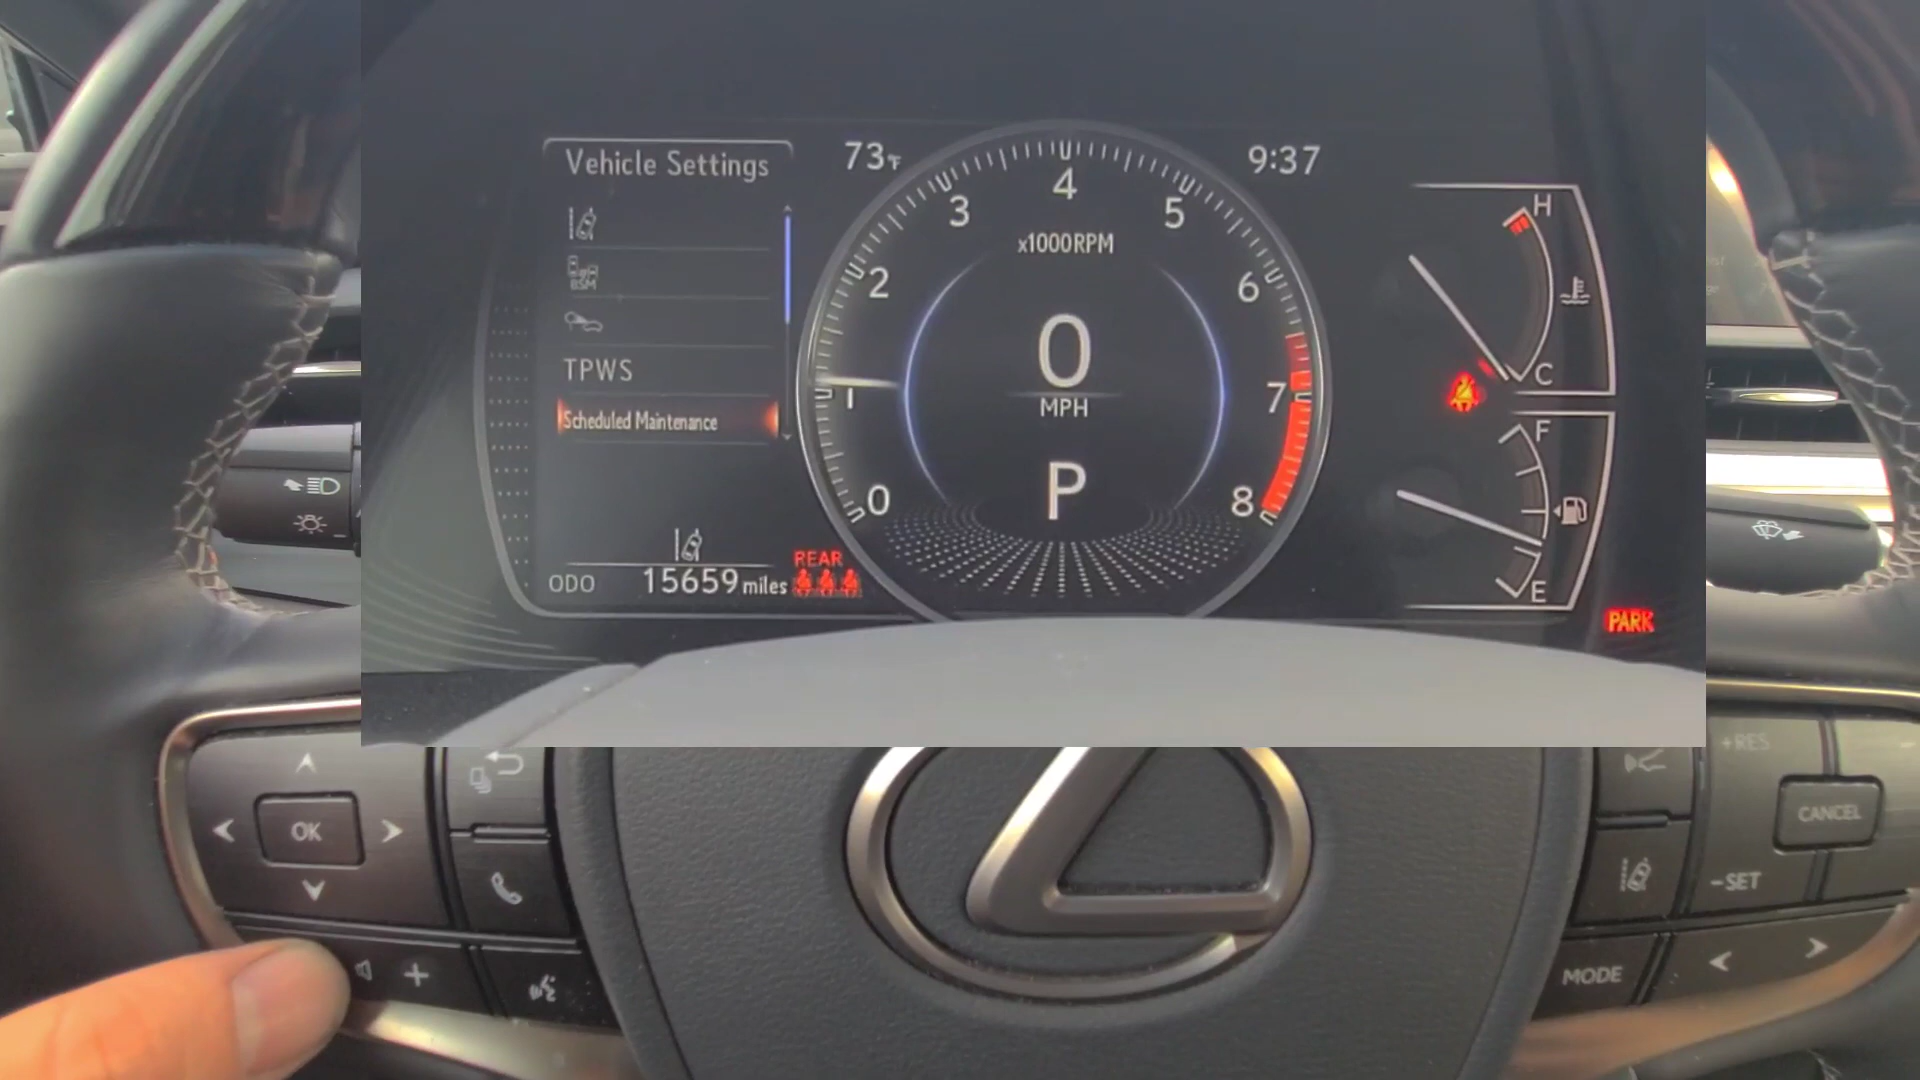 Vehicle Settings
73°F
9:37
BSM
TPWS
Scheduled Maintenance
ODO 15659 miles
REAR
0
1
2
3
4
5
6
7
8
x1000RPM
0
MPH
P
H
C
F
E
PARK
OK
+
+RES
CANCEL
-SET
MODE